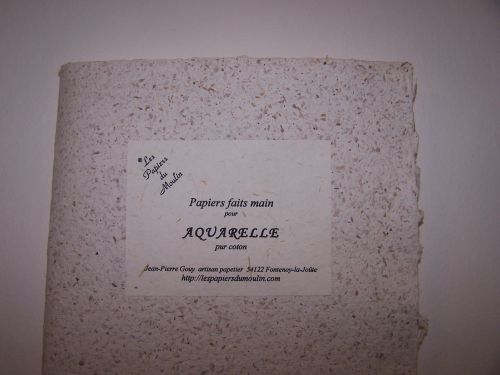 Les
Papiers
du
Moulin
Papiers faits main
pour
AQUARELLE
pur coton
Jean-Pierre Gouy artisan papetier 54122 Fontenoy-la-Joûte
http://lespapiersdumoulin.com